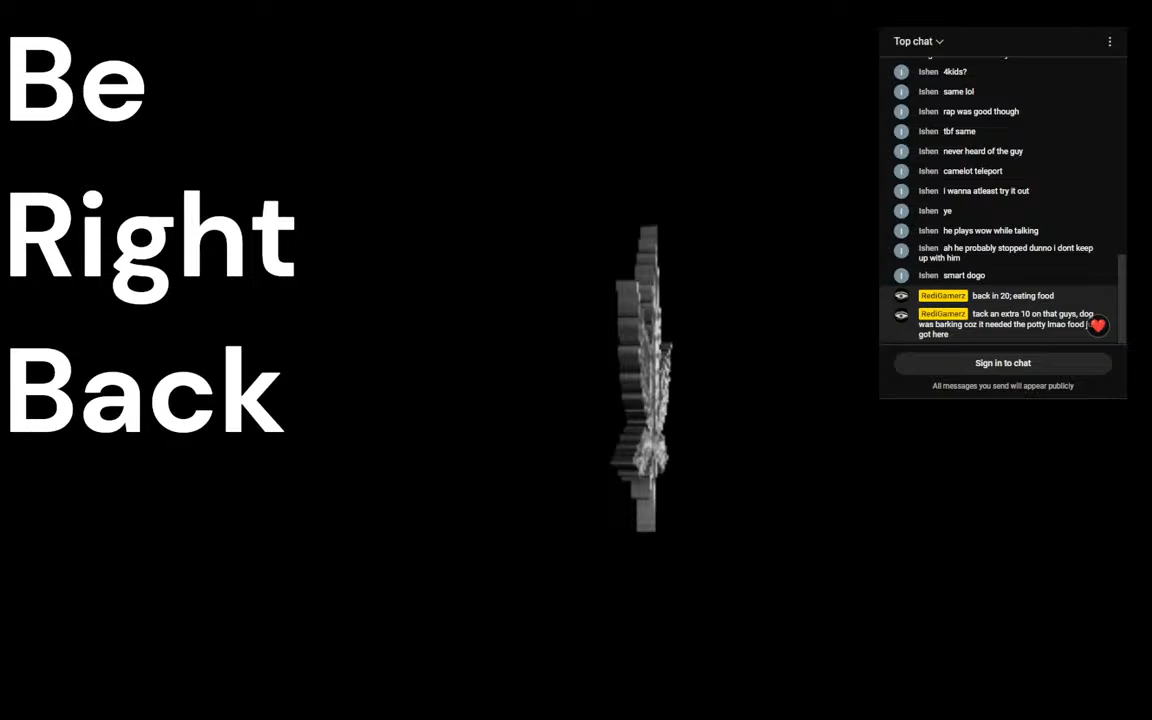 Be
Right
Back
Top chat
Ishen 4kids?
Ishen same lol
Ishen rap was good though
Ishen tbf same
Ishen never heard of the guy
Ishen camelot teleport
Ishen i wanna atleast try it out
Ishen ye
Ishen he plays wow while talking
Ishen ah he probably stopped dunno i dont keep
up with him
Ishen smart dogo
RediGamerz back in 20; eating food
RediGamerz tack an extra 10 on that guys, dog
was barking coz it needed the potty lmao food
got here
Sign in to chat
All messages you send will appear publicly